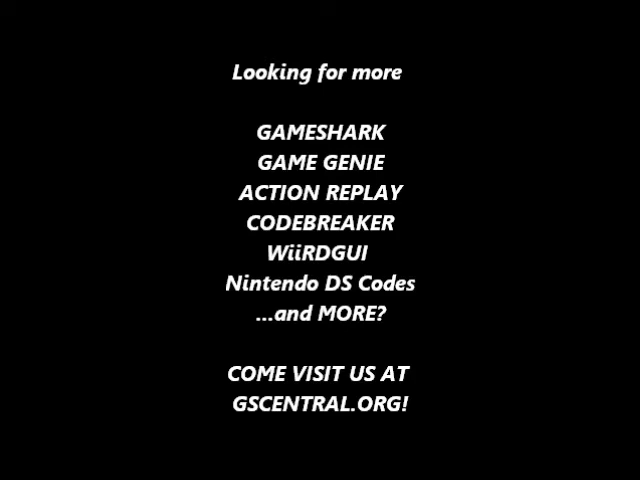 Looking for more
GAMESHARK
GAME GENIE
ACTION REPLAY
CODEBREAKER
WiiRDGUI
Nintendo DS Codes
...and MORE?
COME VISIT US AT
GSCENTRAL.ORG!